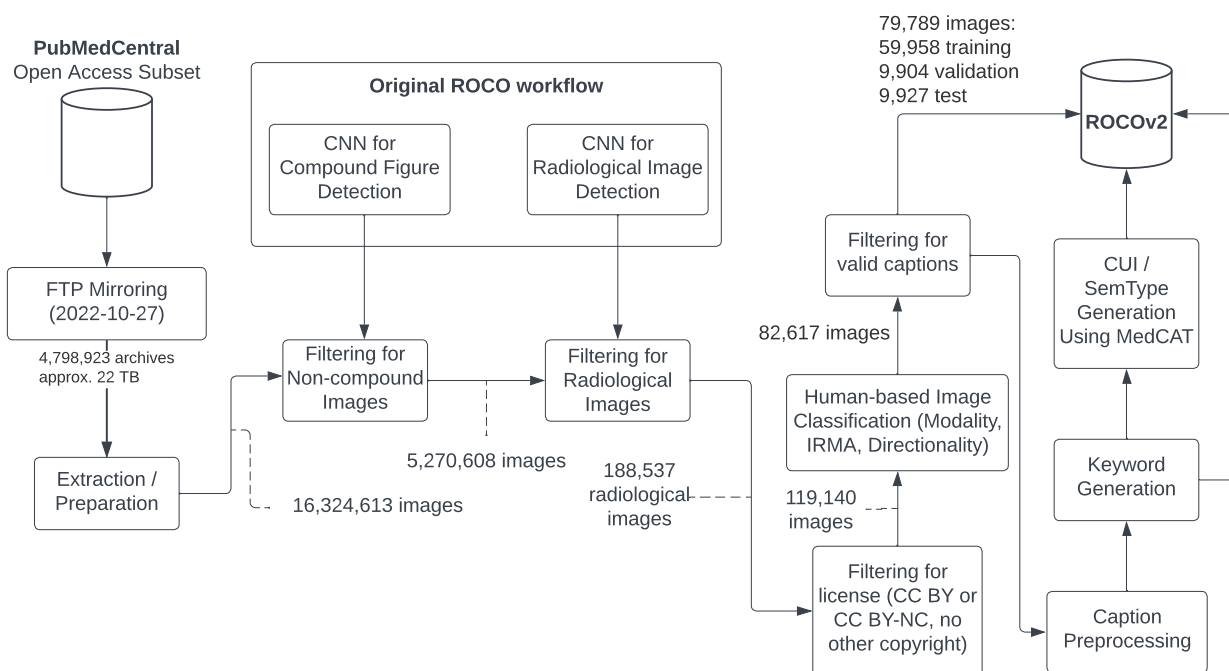 PubMedCentral
Open Access Subset
FTP Mirroring
(2022-10-27)
4,798,923 archives
approx. 22 TB
Extraction /
Preparation
Original ROCO workflow
CNN for
Compound Figure
Detection
CNN for
Radiological Image
Detection
Filtering for
Non-compound
Images
Filtering for
Radiological
Images
16,324,613 images
5,270,608 images
188,537
radiological
images
Filtering for
license (CC BY or
CC BY-NC, no
other copyright)
119,140
images
Human-based Image
Classification (Modality,
IRMA, Directionality)
82,617 images
Filtering for
valid captions
79,789 images:
59,958 training
9,904 validation
9,927 test
ROCOv2
CUI /
SemType
Generation
Using MedCAT
Keyword
Generation
Caption
Preprocessing